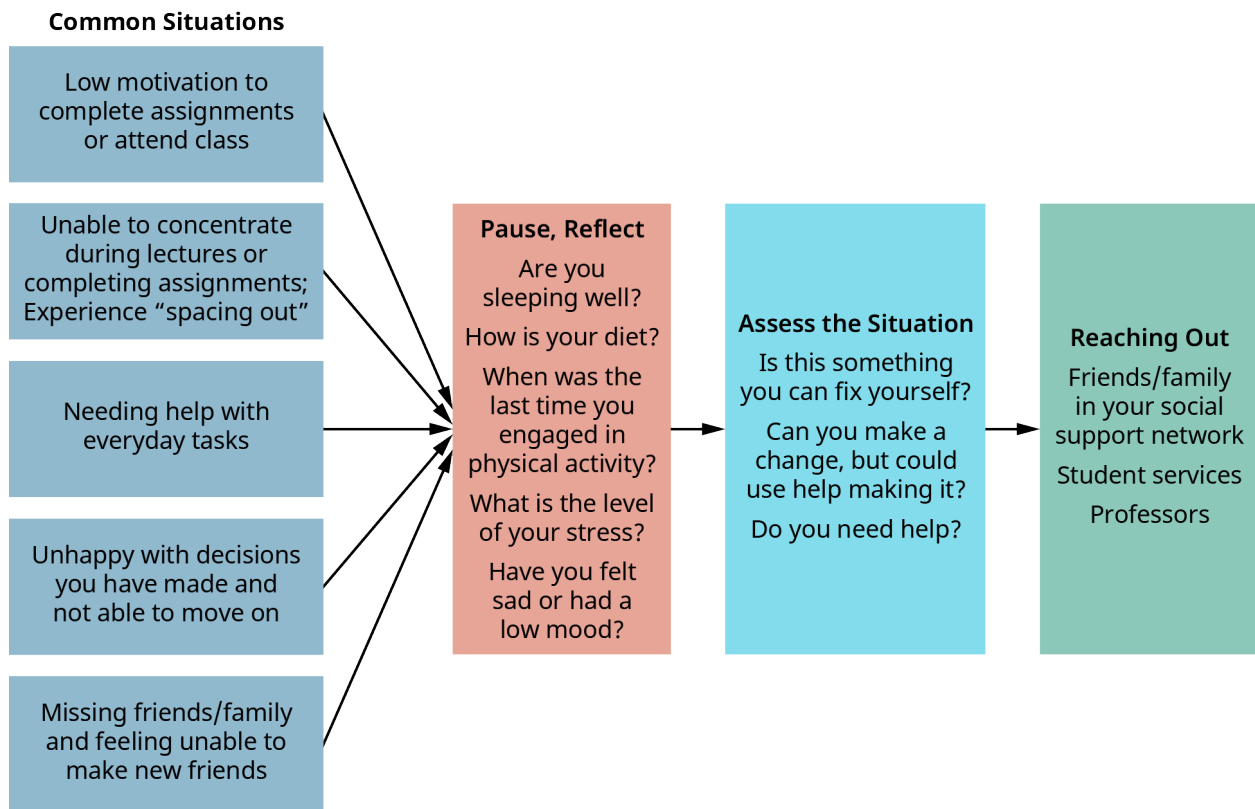 Common Situations
Low motivation to
complete assignments
or attend class
Unable to concentrate
during lectures or
completing assignments;
Experience “spacing out”
Needing help with
everyday tasks
Unhappy with decisions
you have made and
not able to move on
Missing friends/family
and feeling unable to
make new friends
Pause, Reflect
Are you
sleeping well?
How is your diet?
When was the
last time you
engaged in
physical activity?
What is the level
of your stress?
Have you felt
sad or had a
low mood?
Assess the Situation
Is this something
you can fix yourself?
Can you make a
change, but could
use help making it?
Do you need help?
Reaching Out
Friends/family
in your social
support network
Student services
Professors